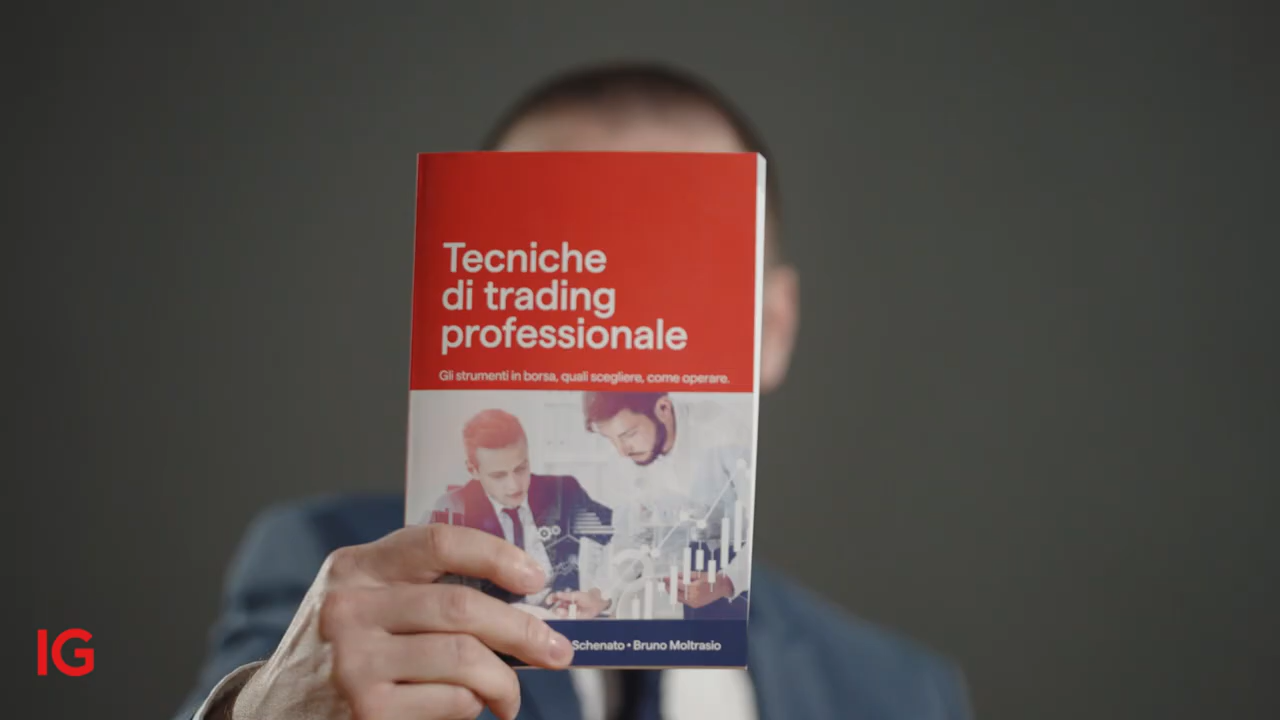 Tecniche
di trading
professionale
Gli strumenti in borsa, quali scegliere, come operare.
Schenato • Bruno Moltrasio
IG